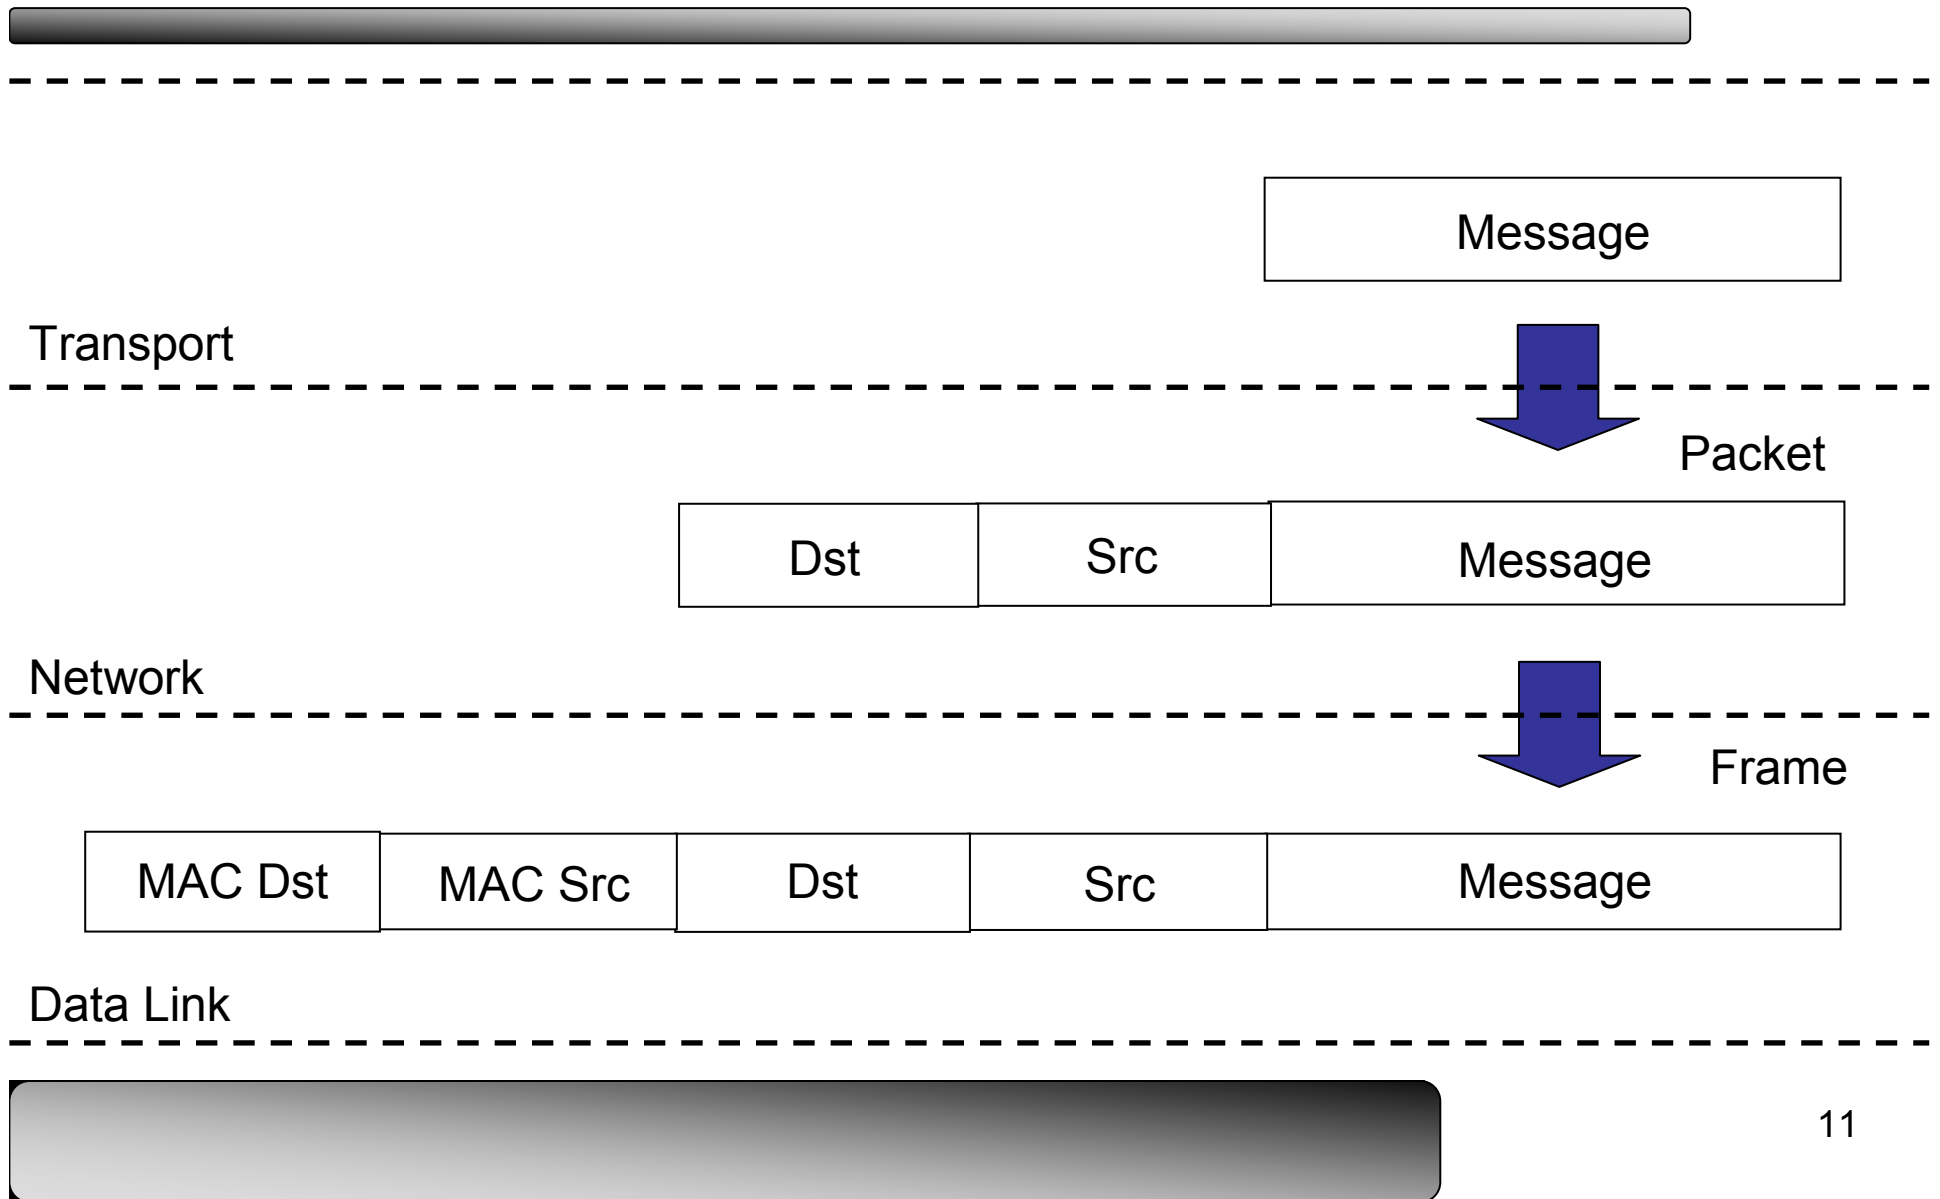 Message
Transport
Packet
Dst Src Message
Network
Frame
MAC Dst MAC Src Dst Src Message
Data Link
11